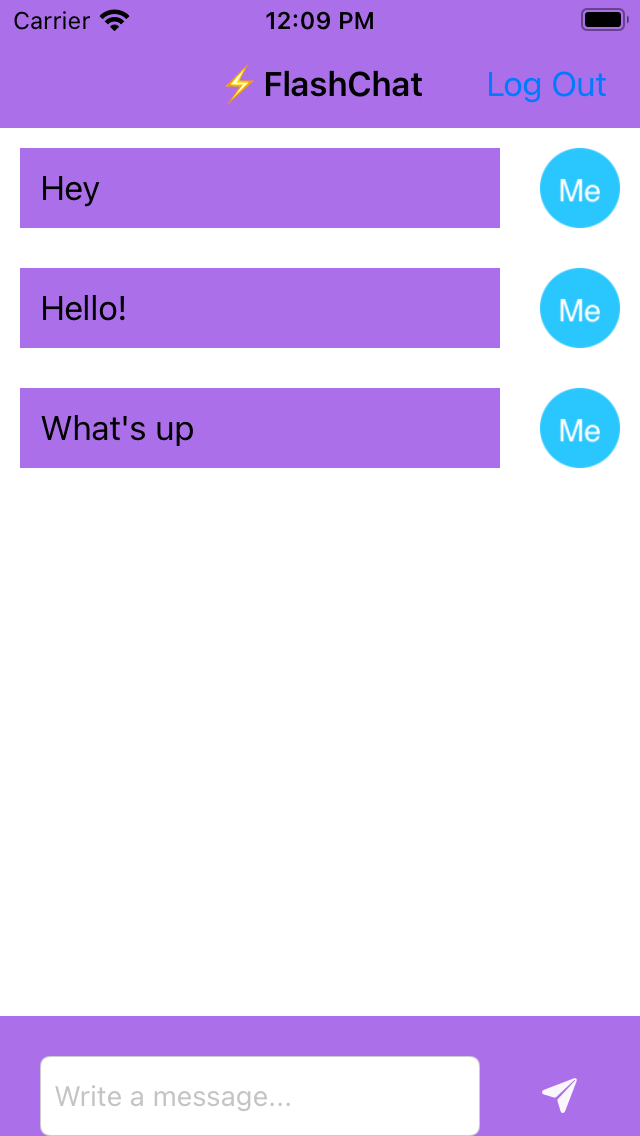 Carrier 12:09 PM
⚡FlashChat Log Out
Hey Me
Hello! Me
What's up Me
Write a message...